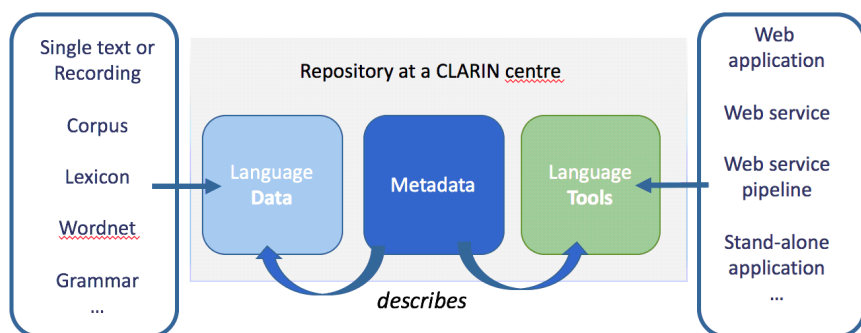 Single text or
Recording
Corpus
Lexicon
Wordnet
Grammar
...
Repository at a CLARIN centre
Language
Data
Metadata
Language
Tools
describes
Web
application
Web service
Web service
pipeline
Stand-alone
application
...